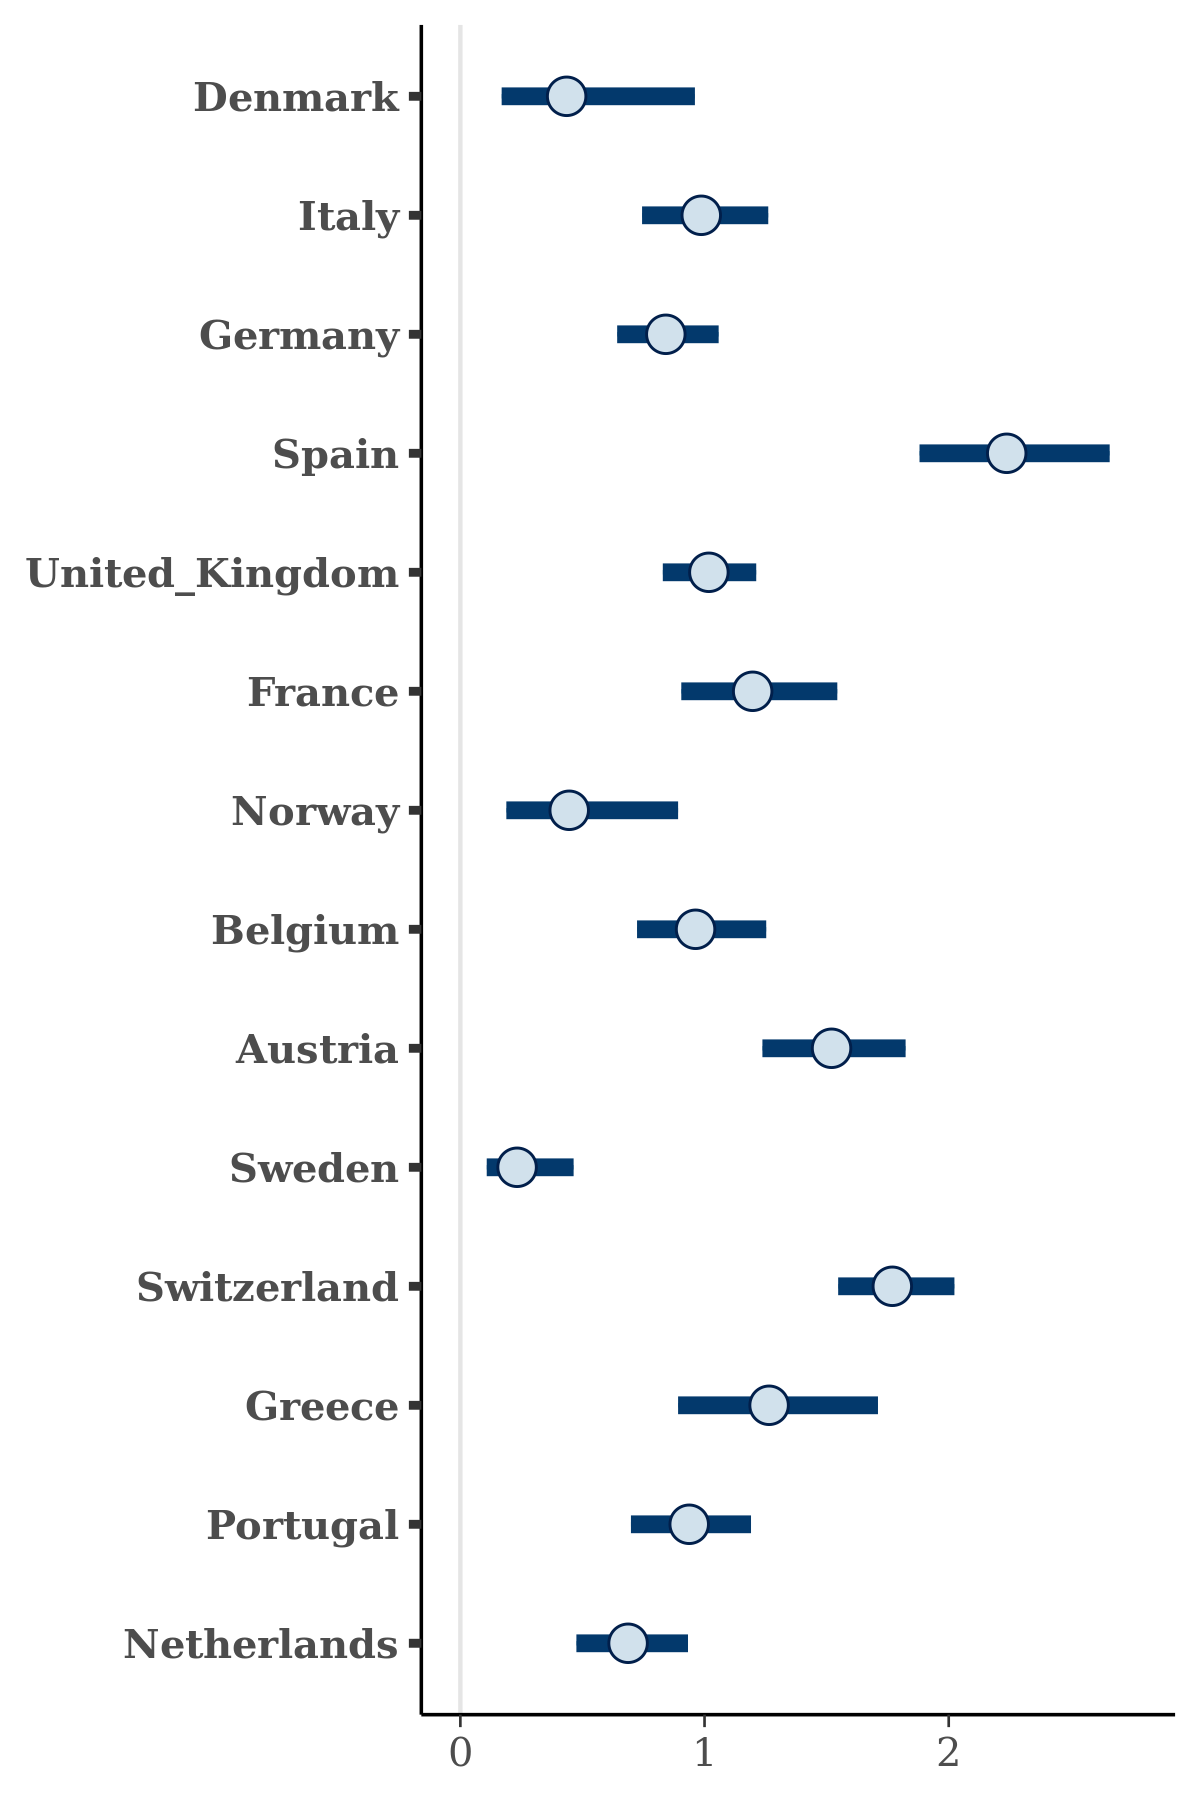 Denmark
Italy
Germany
Spain
United_Kingdom
France
Norway
Belgium
Austria
Sweden
Switzerland
Greece
Portugal
Netherlands
0 1 2